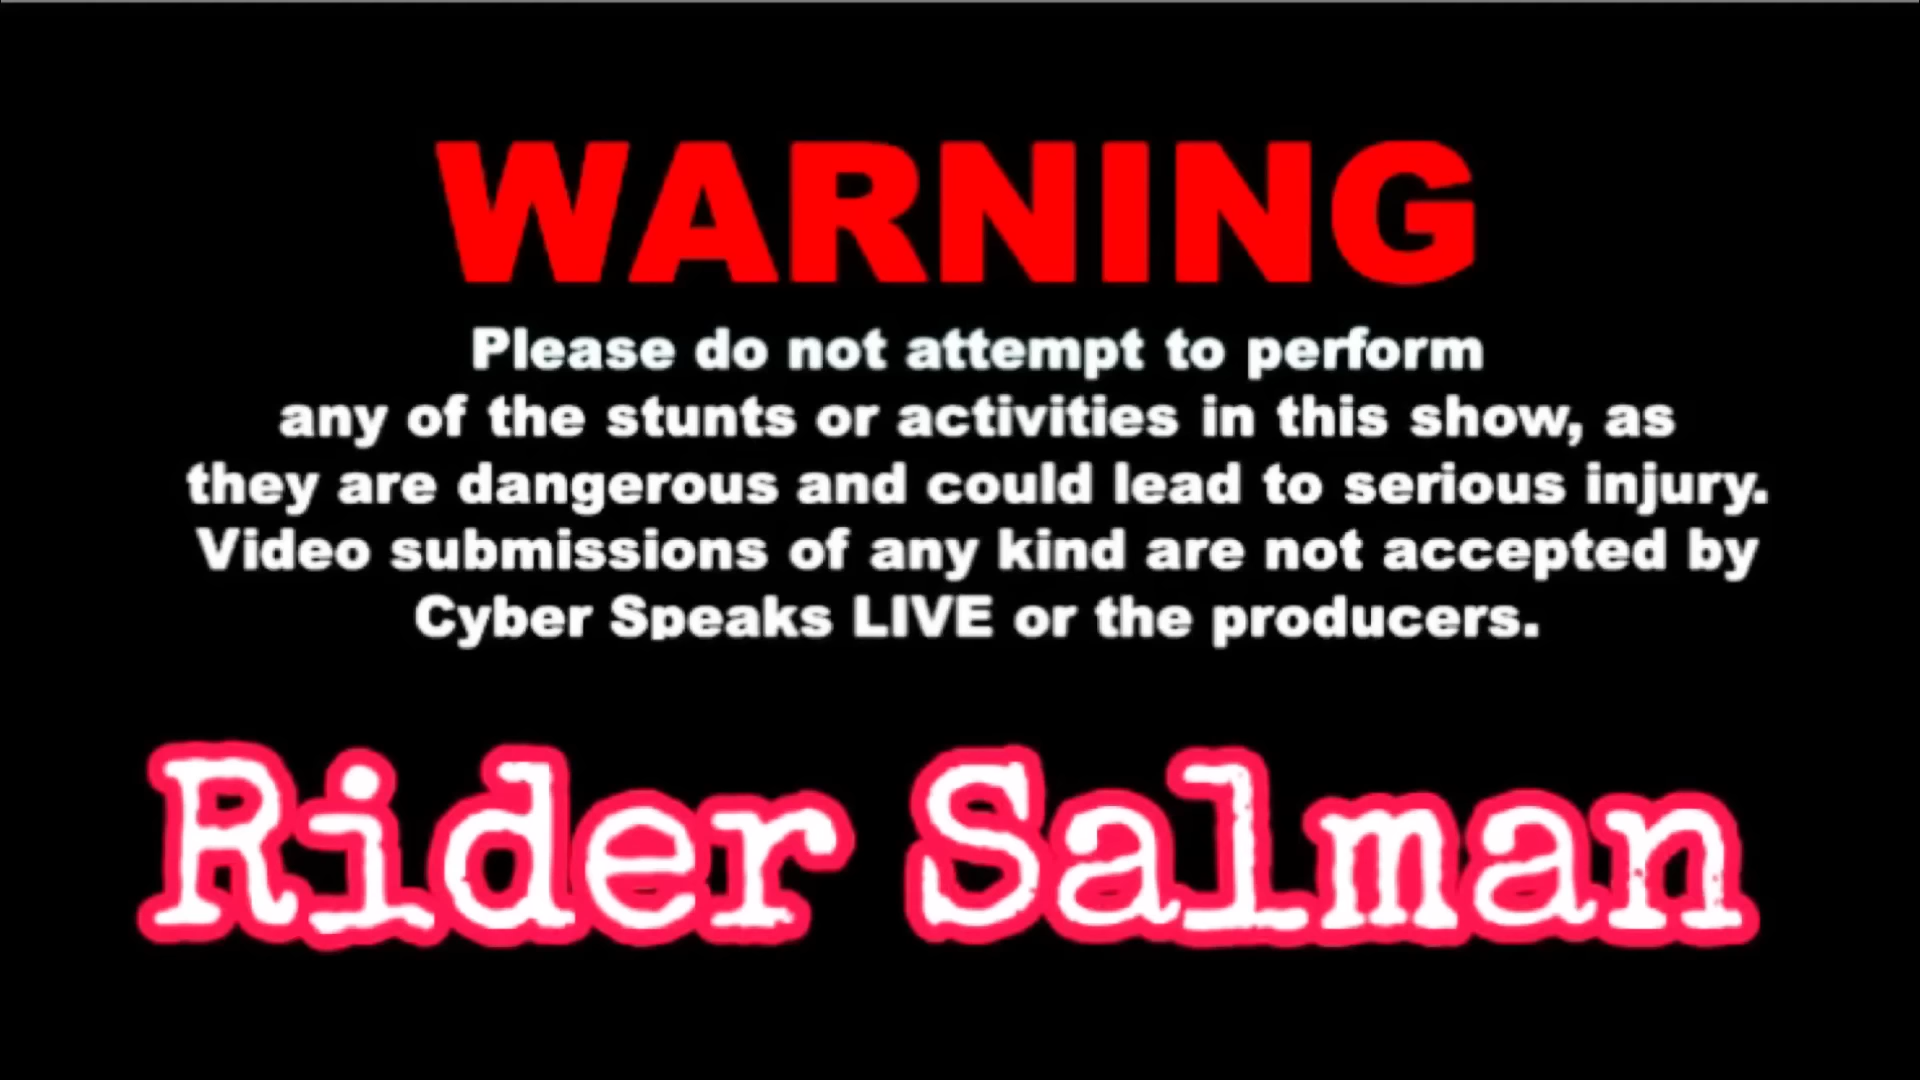 WARNING
Please do not attempt to perform
any of the stunts or activities in this show, as
they are dangerous and could lead to serious injury.
Video submissions of any kind are not accepted by
Cyber Speaks LIVE or the producers.
Rider Salman